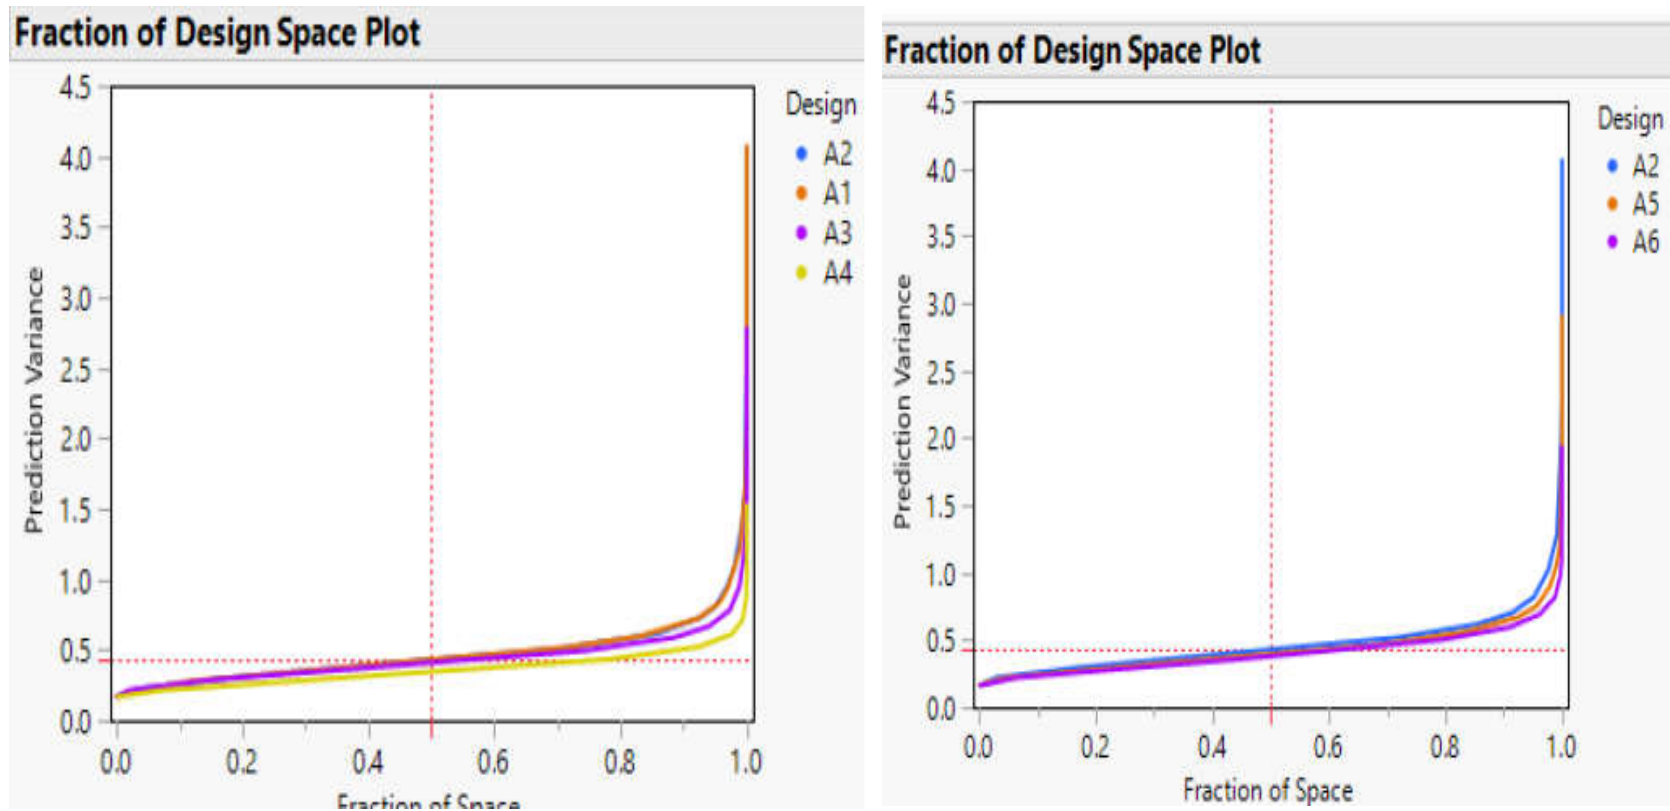 Fraction of Design Space Plot
4.5
4.0
3.5
3.0
2.5
2.0
1.5
1.0
0.5
0.0
Prediction Variance
0.0 0.2 0.4 0.6 0.8 1.0
Fraction of Space
Design
A2
A1
A3
A4
Fraction of Design Space Plot
4.5
4.0
3.5
3.0
2.5
2.0
1.5
1.0
0.5
0.0
Prediction Variance
0.0 0.2 0.4 0.6 0.8 1.0
Fraction of Space
Design
A2
A5
A6